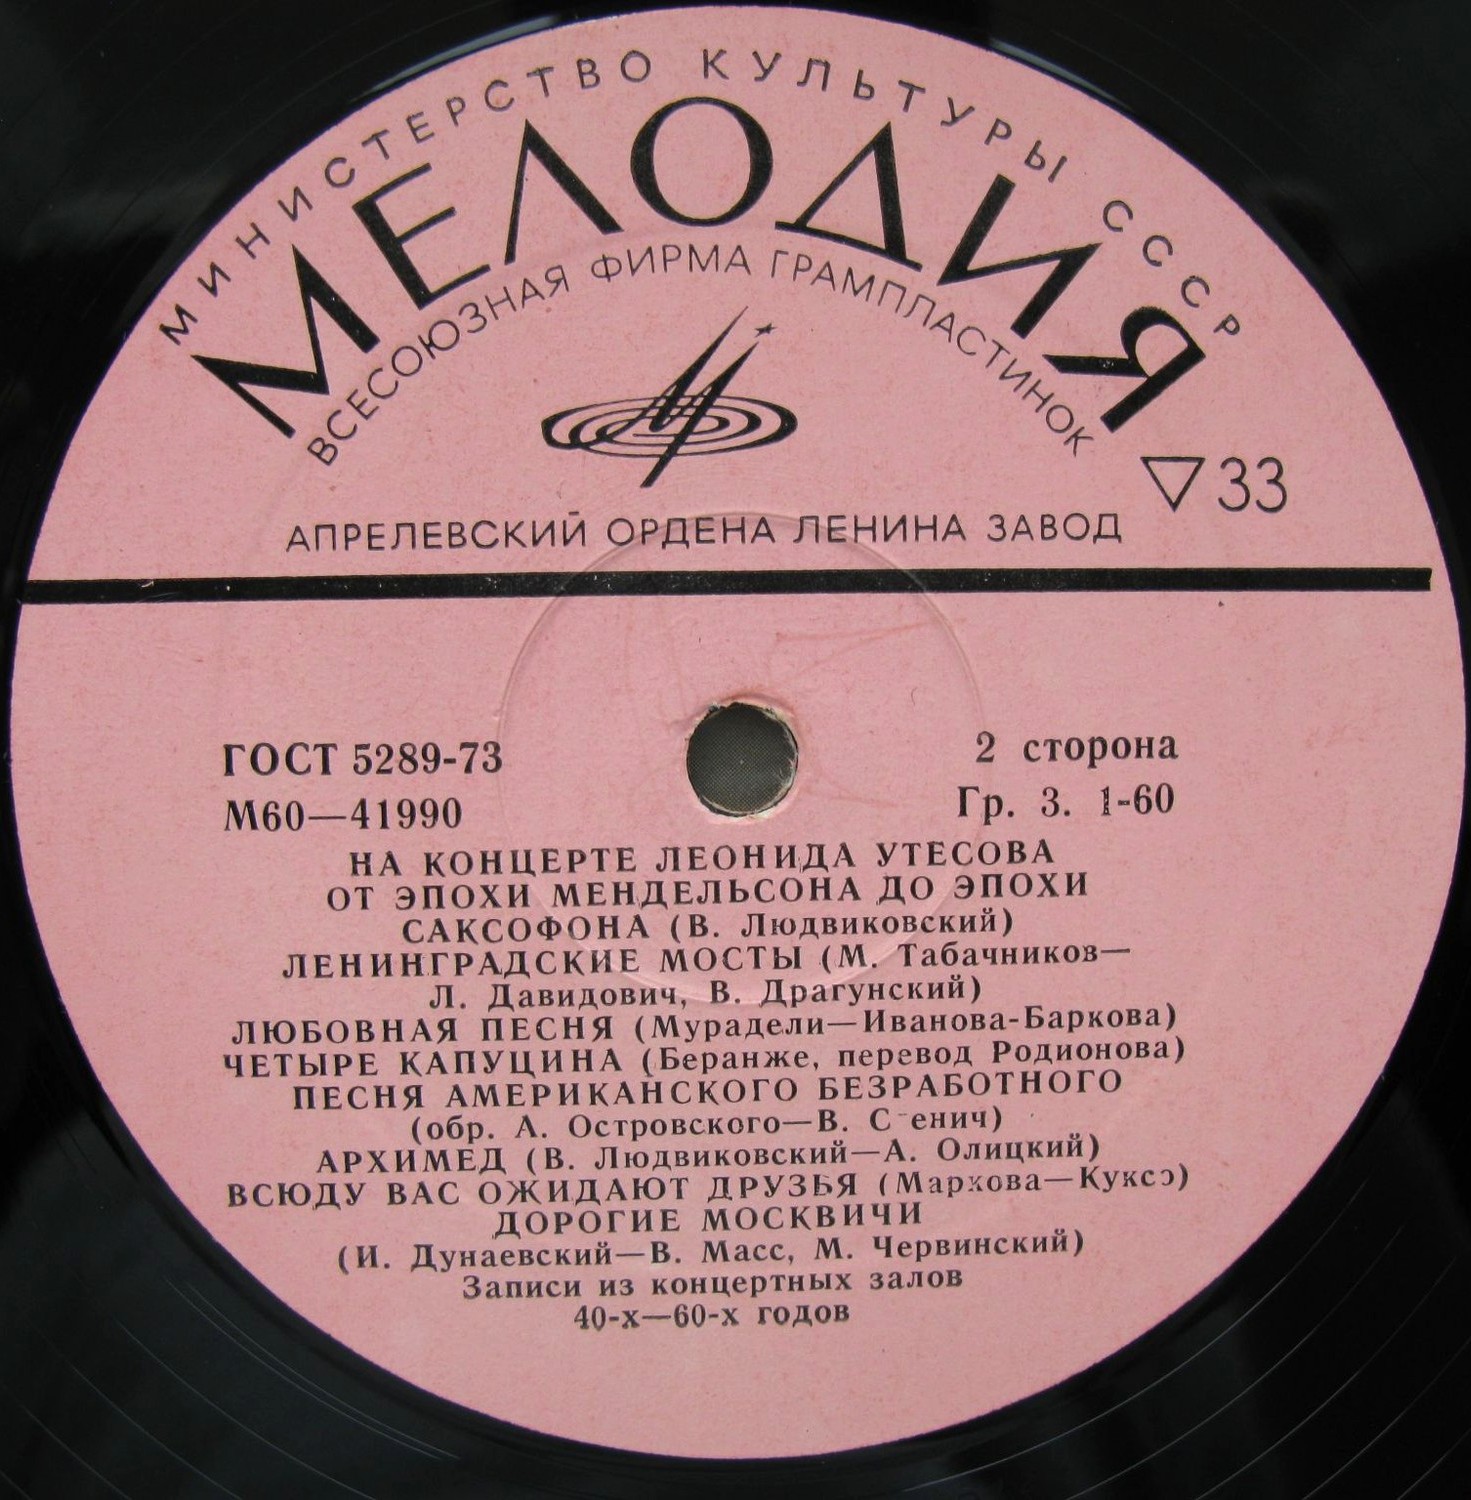 МИНИСТЕРСТВО КУЛЬТУРЫ СССР
МЕЛОДИЯ
ВСЕСОЮЗНАЯ ФИРМА ГРАМПЛАСТИНОК
33
АПРЕЛЕВСКИЙ ОРДЕНА ЛЕНИНА ЗАВОД
ГОСТ 5289-73
2 сторона
М60—41990
Гр. 3. 1-60
НА КОНЦЕРТЕ ЛЕОНИДА УТЕСОВА
ОТ ЭПОХИ МЕНДЕЛЬСОНА ДО ЭПОХИ
САКСОФОНА (В. Людвиковский)
ЛЕНИНГРАДСКИЕ МОСТЫ (М. Табачников—
Л. Давидович, В. Драгунский)
ЛЮБОВНАЯ ПЕСНЯ (Мурадели—Иванова-Баркова)
ЧЕТЫРЕ КАПУЦИНА (Беранже, перевод Родионова)
ПЕСНЯ АМЕРИКАНСКОГО БЕЗРАБОТНОГО
(обр. А. Островского—В.
АРХИМЕД (В. Людвиковский—А. Олицкий)
ВСЮДУ ВАС ОЖИДАЮТ ДРУЗЬЯ (Маркова—
ДОРОГИЕ МОСКВИЧИ
(И. Дунаевский—В. Масс, М. Червинский)
Записи из концертных залов
40-х—60-х годов